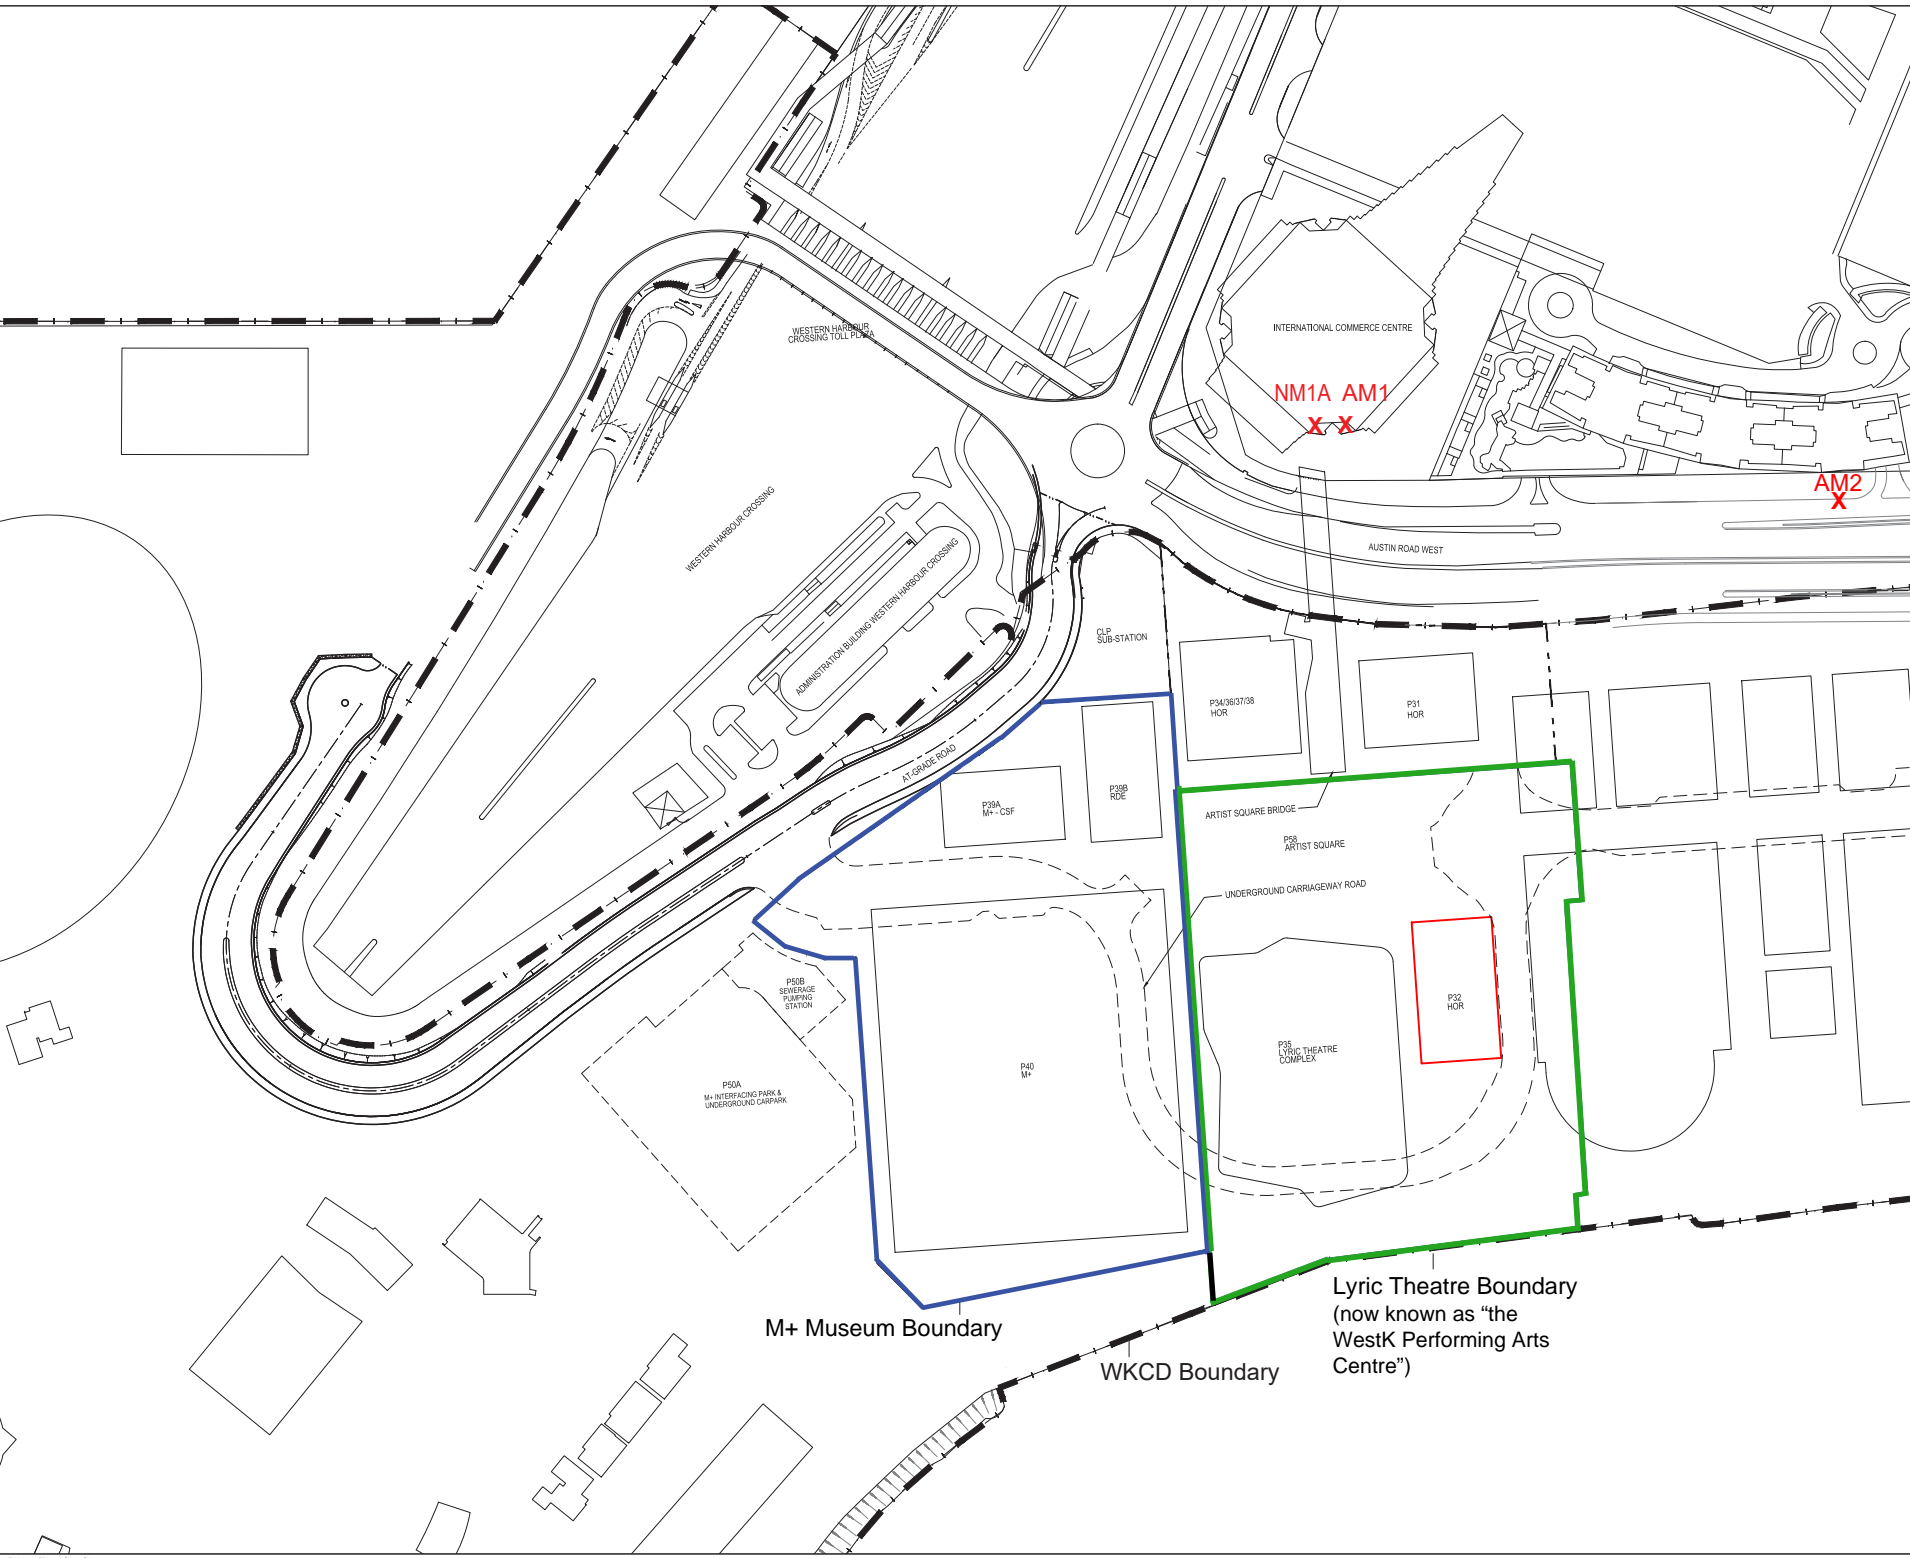 WESTERN HARBOUR
CROSSING TOLL PLAZA
INTERNATIONAL COMMERCE CENTRE
NM1A AM1
X X
AM2
X
WESTERN HARBOUR CROSSING
ADMINISTRATION BUILDING WESTERN HARBOUR CROSSING
AUSTIN ROAD WEST
CLP
SUB-STATION
P34/36/37/38
HOR
P31
HOR
AT-GRADE ROAD
P39A
M+ - CSF
P39B
RDE
ARTIST SQUARE BRIDGE
P58
ARTIST SQUARE
UNDERGROUND CARRIAGEWAY ROAD
P50B
SEWERAGE
PUMPING
STATION
P32
HOR
P35
LYRIC THEATRE
COMPLEX
P40
M+
P50A
M+ INTERFACING PARK &
UNDERGROUND CARPARK
Lyric Theatre Boundary
(now known as “the
WestK Performing Arts
Centre”)
M+ Museum Boundary
WKCD Boundary